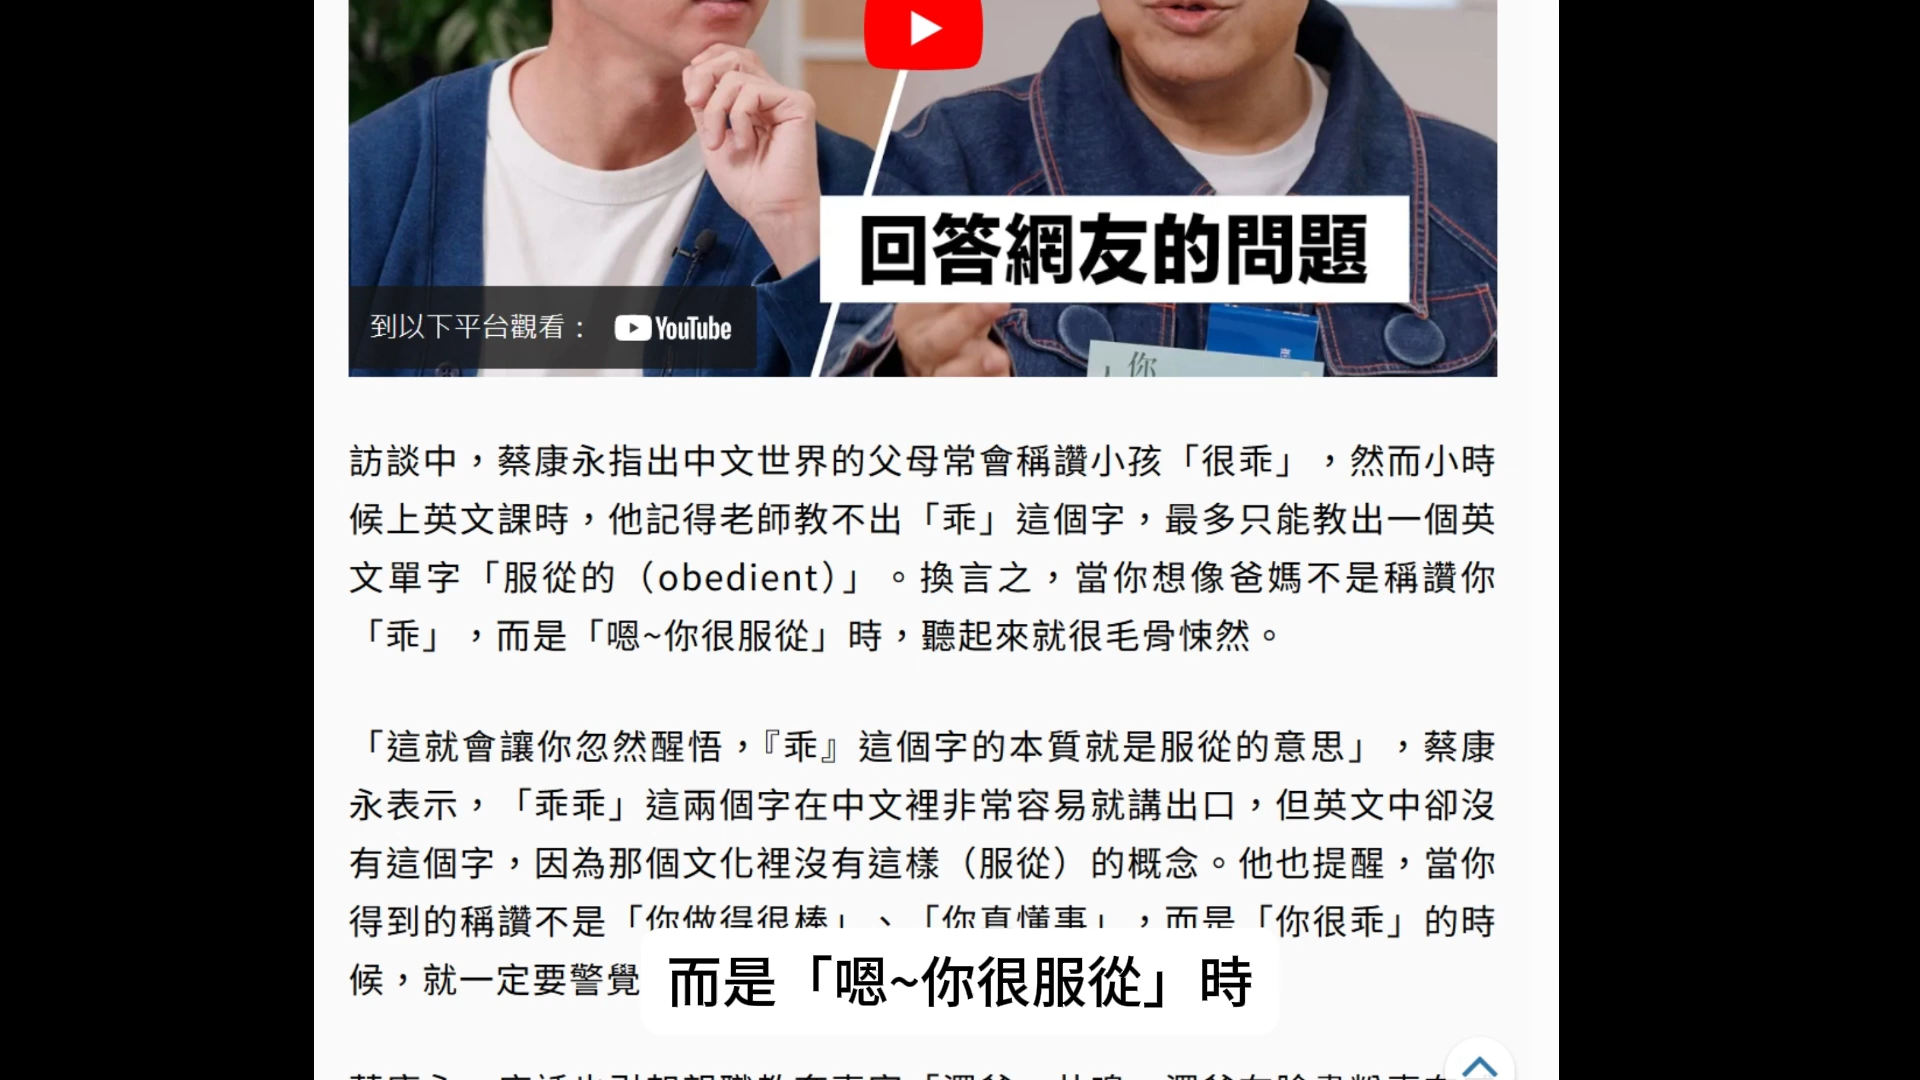 回答網友的問題
到以下平台觀看： YouTube
你
訪談中，蔡康永指出中文世界的父母常會稱讚小孩「很乖」，然而小時
候上英文課時，他記得老師教不出「乖」這個字，最多只能教出一個英
文單字「服從的（obedient）」。換言之，當你想像爸媽不是稱讚你
「乖」，而是「嗯~你很服從」時，聽起來就很毛骨悚然。
「這就會讓你忽然醒悟，『乖』這個字的本質就是服從的意思」，蔡康
永表示，「乖乖」這兩個字在中文裡非常容易就講出口，但英文中卻沒
有這個字，因為那個文化裡沒有這樣（服從）的概念。他也提醒，當你
得到的稱讚不是「你做得很棒」、「你真懂事」，而是「你很乖」的時
候，就一定要警覺
而是「嗯~你很服從」時